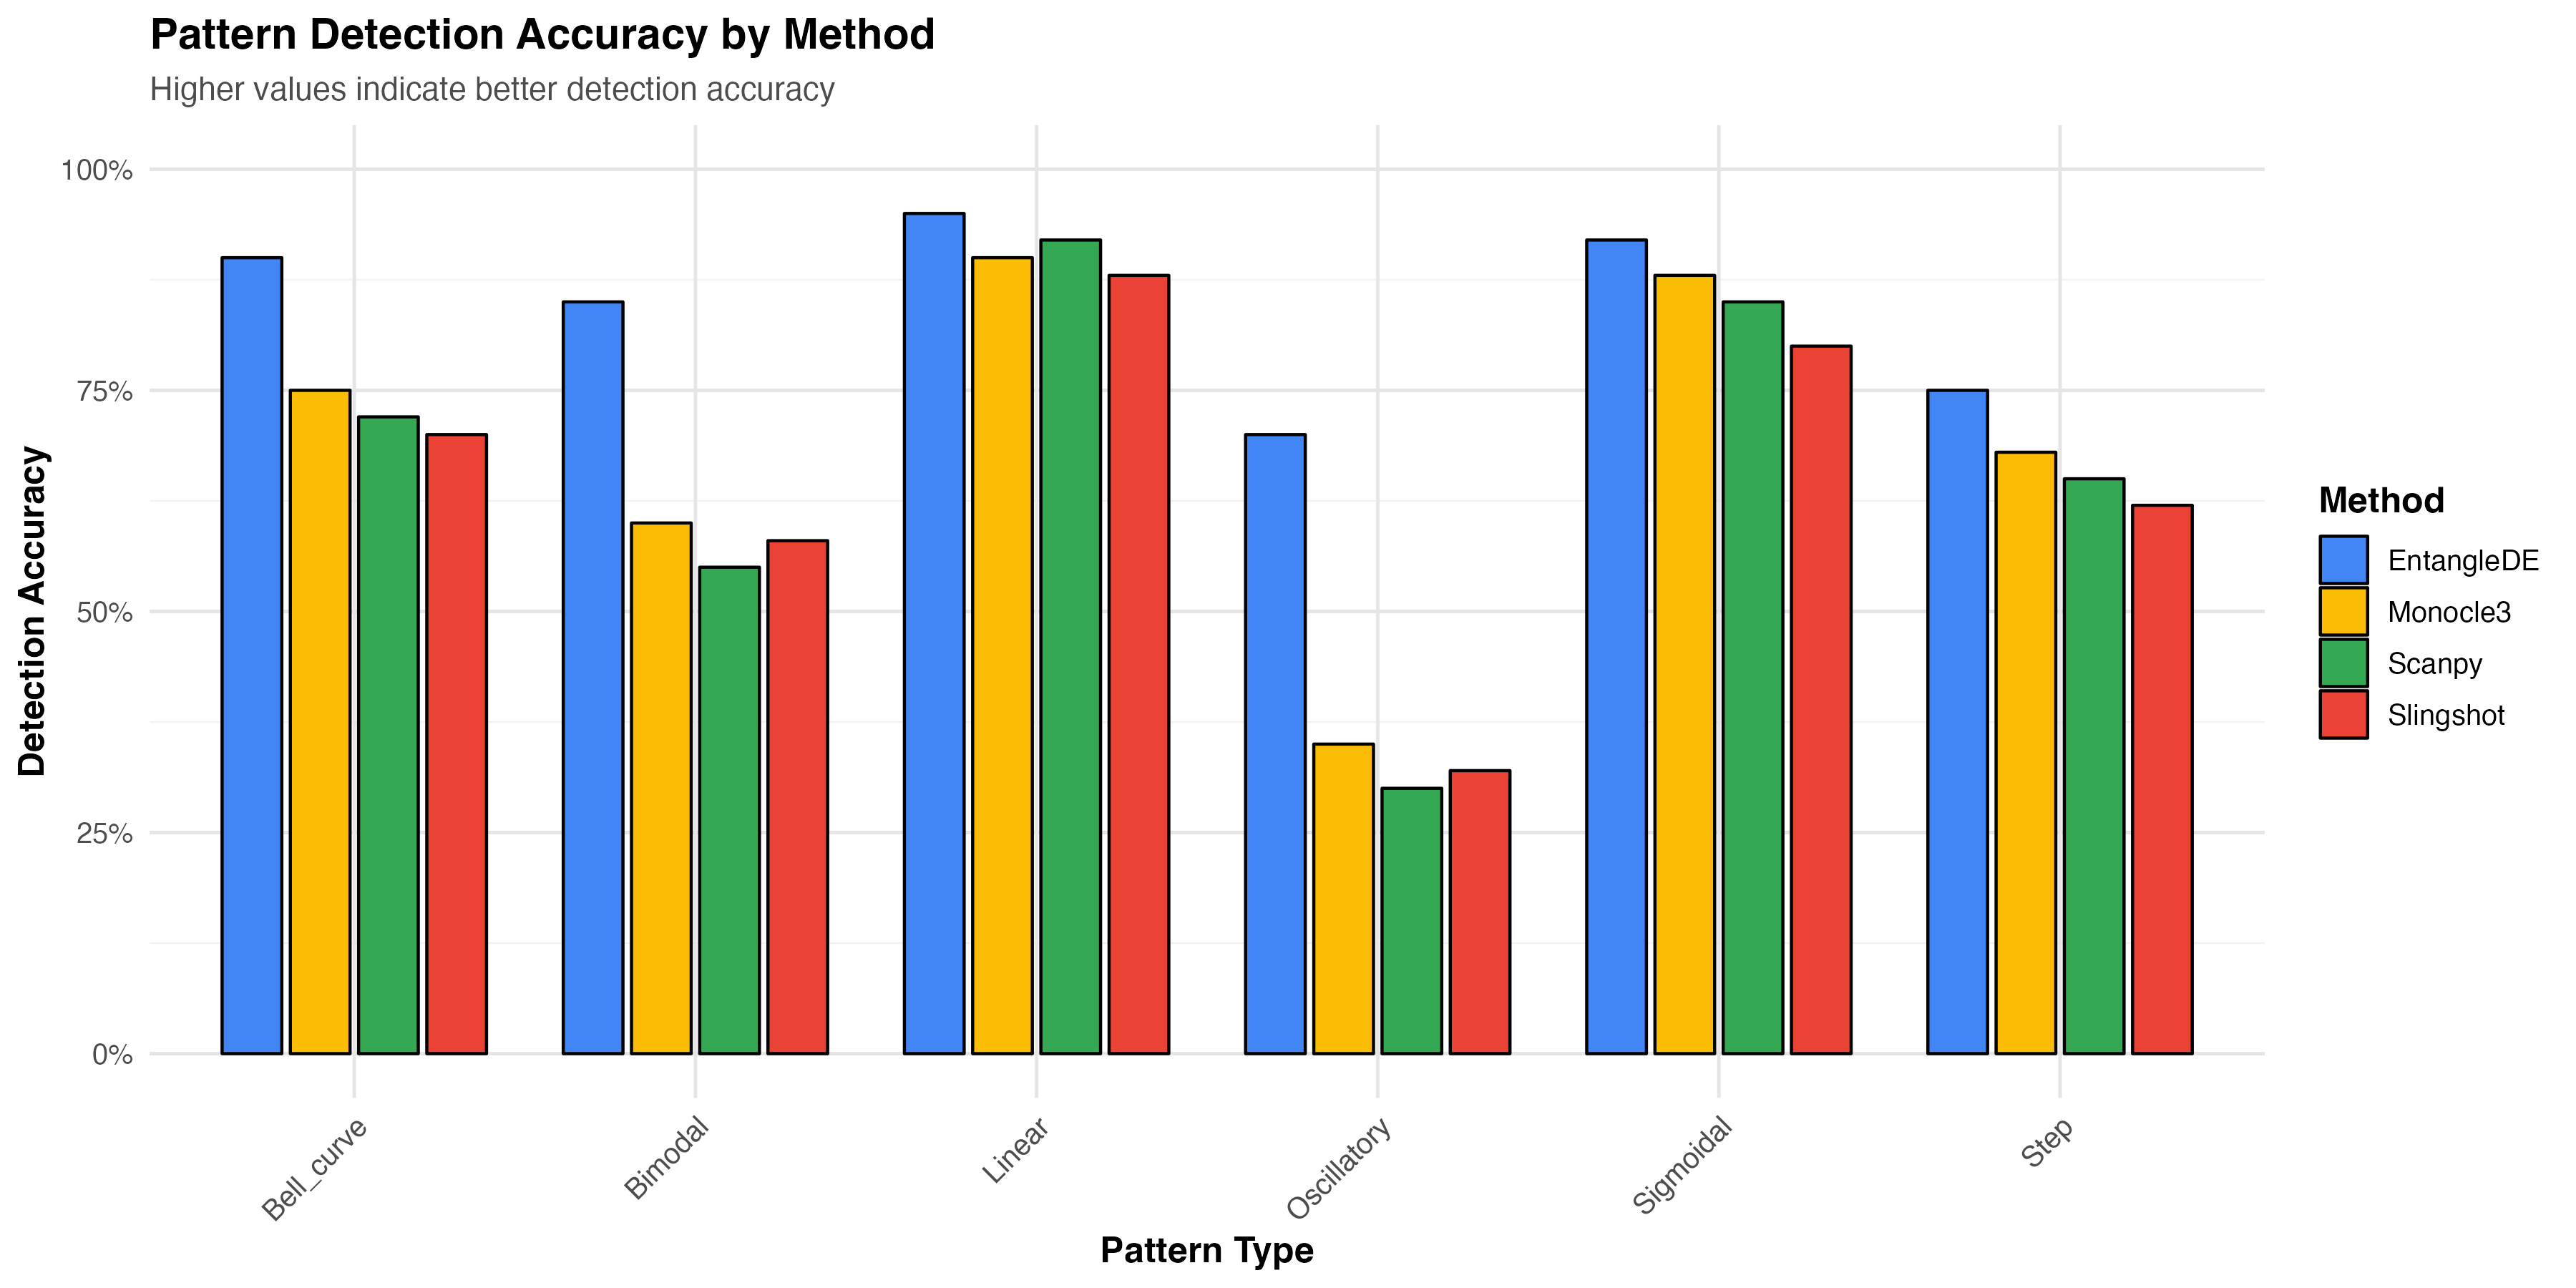 Pattern Detection Accuracy by Method
Higher values indicate better detection accuracy
100%
75%
50%
25%
0%
Detection Accuracy
Bell_curve
Bimodal
Linear
Oscillatory
Sigmoidal
Step
Pattern Type
Method
EntangleDE
Monocle3
Scanpy
Slingshot